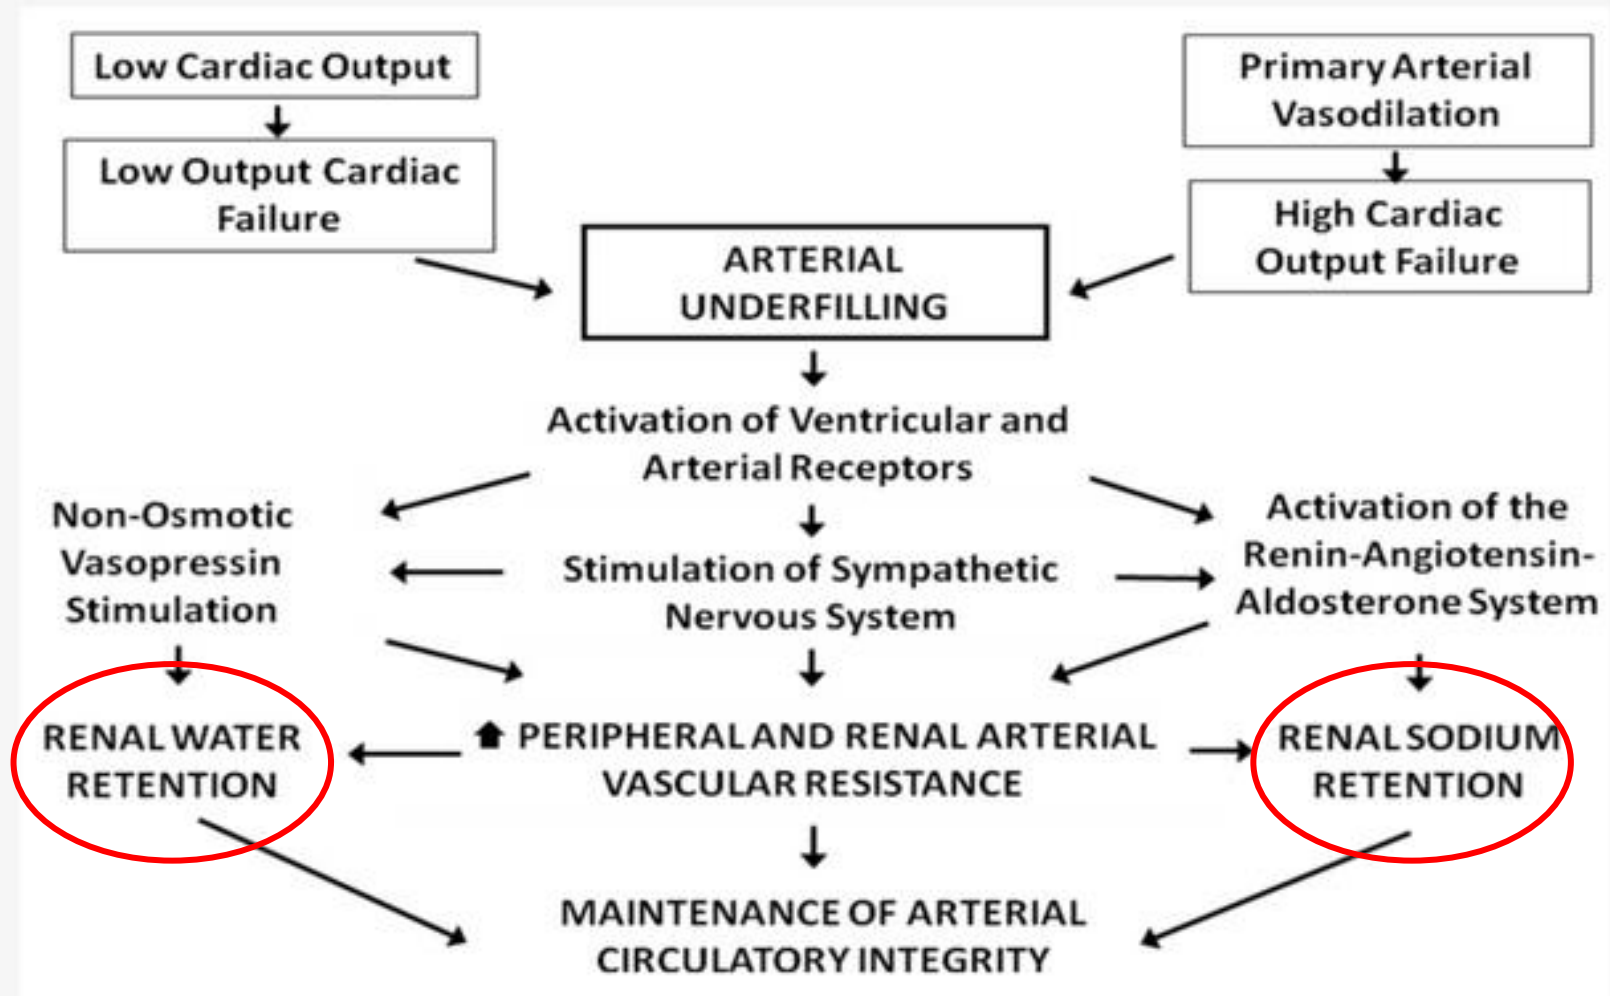 Low Cardiac Output
Primary Arterial
Vasodilation
Low Output Cardiac
Failure
High Cardiac
Output Failure
ARTERIAL
UNDERFILLING
Activation of Ventricular and
Arterial Receptors
Non-Osmotic
Vasopressin
Stimulation
Stimulation of Sympathetic
Nervous System
Activation of the
Renin-Angiotensin-
Aldosterone System
RENAL WATER
RETENTION
PERIPHERAL AND RENAL ARTERIAL
VASCULAR RESISTANCE
RENAL SODIUM
RETENTION
MAINTENANCE OF ARTERIAL
CIRCULATORY INTEGRITY